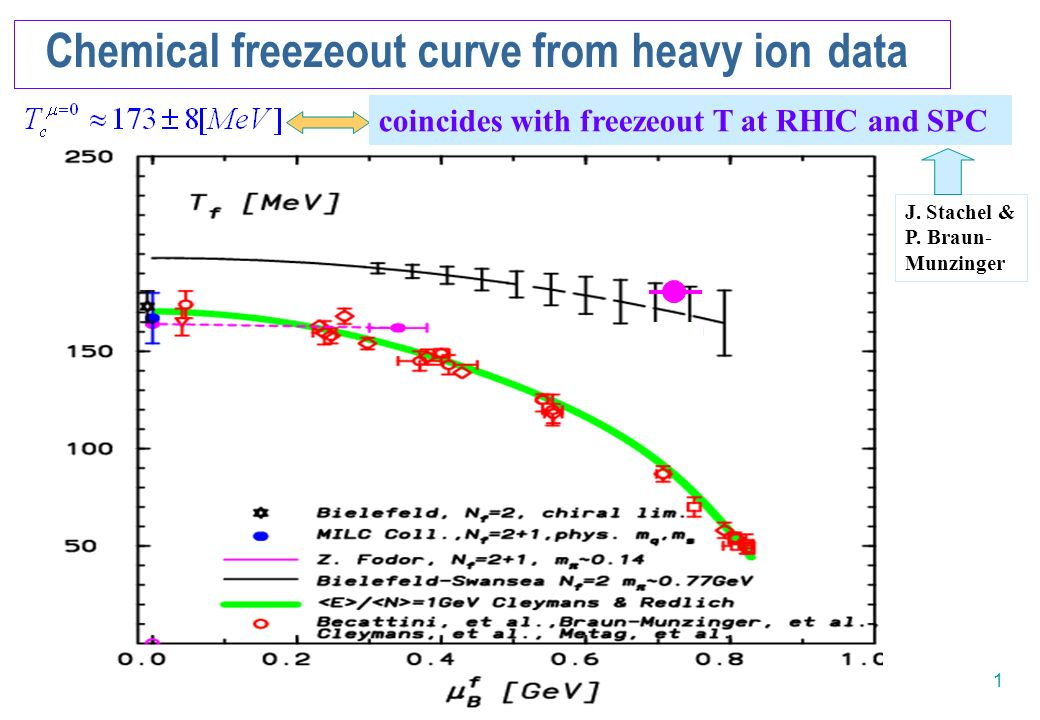 Chemical freezeout curve from heavy ion data
T_c^{μ=0} ≈ 173 ± 8[MeV]
coincides with freezeout T at RHIC and SPC
J. Stachel &
P. Braun-
Munzinger
250
T_f [MeV]
150
100
50
Bielefeld, N_f=2, chiral lim.
MILC Coll.,N_f=2+1,phys. m_q,m_s
Z. Fodor, N_f=2+1, m_π~0.14
Bielefeld-Swansea N_f=2 m_π~0.77GeV
<E>/<N>=1GeV Cleymans & Redlich
Becattini, et al.,Braun-Munzinger, et al.,
Cleymans, et al., Metag, et al.
0.0 0.2 0.4 0.6 0.8 1.0
μ_B^f [GeV]
1